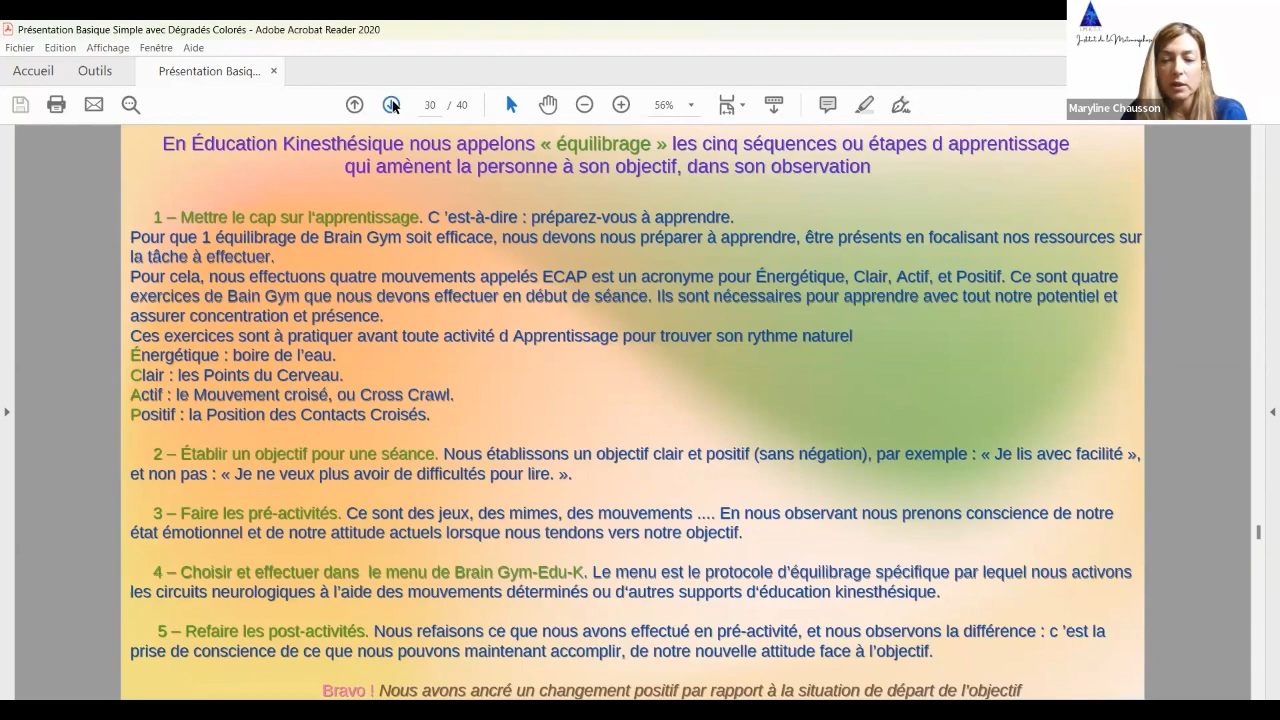 Présentation Basique Simple avec Dégradés Colorés - Adobe Acrobat Reader 2020
Fichier Edition Affichage Fenêtre Aide
Accueil Outils Présentation Basiq... ×
30 / 40 56%
Institut de la Métamorphose
Maryline Chausson
En Éducation Kinesthésique nous appelons « équilibrage » les cinq séquences ou étapes d apprentissage
qui amènent la personne à son objectif, dans son observation
1 – Mettre le cap sur l'apprentissage. C 'est-à-dire : préparez-vous à apprendre.
Pour que 1 équilibrage de Brain Gym soit efficace, nous devons nous préparer à apprendre, être présents en focalisant nos ressources sur
la tâche à effectuer.
Pour cela, nous effectuons quatre mouvements appelés ECAP est un acronyme pour Énergétique, Clair, Actif, et Positif. Ce sont quatre
exercices de Bain Gym que nous devons effectuer en début de séance. Ils sont nécessaires pour apprendre avec tout notre potentiel et
assurer concentration et présence.
Ces exercices sont à pratiquer avant toute activité d Apprentissage pour trouver son rythme naturel
Énergétique : boire de l'eau.
Clair : les Points du Cerveau.
Actif : le Mouvement croisé, ou Cross Crawl.
Positif : la Position des Contacts Croisés.
2 – Établir un objectif pour une séance. Nous établissons un objectif clair et positif (sans négation), par exemple : « Je lis avec facilité »,
et non pas : « Je ne veux plus avoir de difficultés pour lire. ».
3 – Faire les pré-activités. Ce sont des jeux, des mimes, des mouvements .... En nous observant nous prenons conscience de notre
état émotionnel et de notre attitude actuels lorsque nous tendons vers notre objectif.
4 – Choisir et effectuer dans le menu de Brain Gym-Edu-K. Le menu est le protocole d'équilibrage spécifique par lequel nous activons
les circuits neurologiques à l'aide des mouvements déterminés ou d'autres supports d'éducation kinesthésique.
5 – Refaire les post-activités. Nous refaisons ce que nous avons effectué en pré-activité, et nous observons la différence : c 'est la
prise de conscience de ce que nous pouvons maintenant accomplir, de notre nouvelle attitude face à l'objectif.
Bravo ! Nous avons ancré un changement positif par rapport à la situation de départ de l'objectif